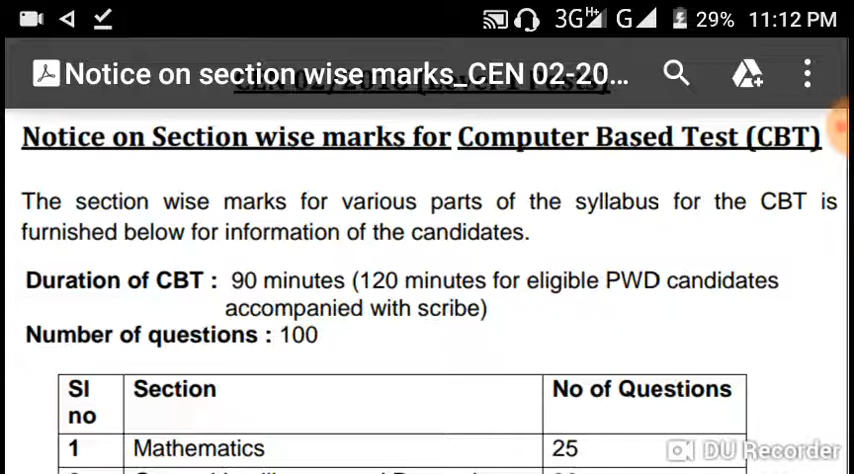 3G H+ G 29% 11:12 PM
Notice on section wise marks_CEN 02-20...
Notice on Section wise marks for Computer Based Test (CBT)
The section wise marks for various parts of the syllabus for the CBT is
furnished below for information of the candidates.
Duration of CBT : 90 minutes (120 minutes for eligible PWD candidates
accompanied with scribe)
Number of questions : 100
Sl no Section No of Questions
1 Mathematics 25
DU Recorder